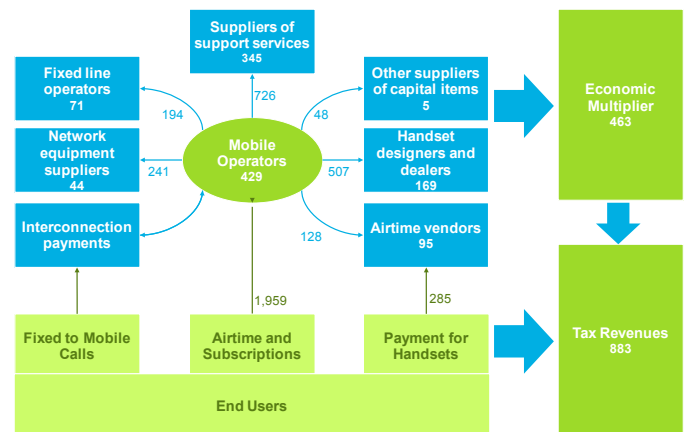 Suppliers of
support services
345
Fixed line
operators
71
Other suppliers
of capital items
5
Economic
Multiplier
463
726
194
48
Mobile
Operators
429
Network
equipment
suppliers
44
241
507
Handset
designers and
dealers
169
Interconnection
payments
128
Airtime vendors
95
1,959
285
Fixed to Mobile
Calls
Airtime and
Subscriptions
Payment for
Handsets
Tax Revenues
883
End Users